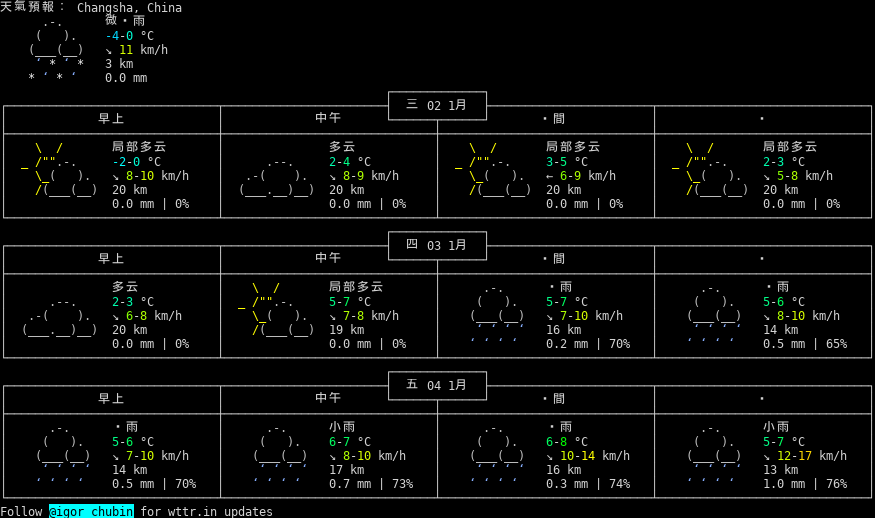 天氣預報： Changsha, China
微・雨
-4-0 °C
↘ 11 km/h
3 km
0.0 mm
三 02 1月
早上 中午 ・間 ・
局部多云 多云 局部多云 局部多云
-2-0 °C 2-4 °C 3-5 °C 2-3 °C
↘ 8-10 km/h ↘ 8-9 km/h ← 6-9 km/h ↘ 5-8 km/h
20 km 20 km 20 km 20 km
0.0 mm | 0% 0.0 mm | 0% 0.0 mm | 0% 0.0 mm | 0%
四 03 1月
早上 中午 ・間 ・
多云 局部多云 ・雨 ・雨
2-3 °C 5-7 °C 5-7 °C 5-6 °C
↘ 6-8 km/h ↘ 7-8 km/h ↘ 7-10 km/h ↘ 8-10 km/h
20 km 19 km 16 km 14 km
0.0 mm | 0% 0.0 mm | 0% 0.2 mm | 70% 0.5 mm | 65%
五 04 1月
早上 中午 ・間 ・
・雨 小雨 ・雨 小雨
5-6 °C 6-7 °C 6-8 °C 5-7 °C
↘ 7-10 km/h ↘ 8-10 km/h ↘ 10-14 km/h ↘ 12-17 km/h
14 km 17 km 16 km 13 km
0.5 mm | 70% 0.7 mm | 73% 0.3 mm | 74% 1.0 mm | 76%
Follow @igor_chubin for wttr.in updates